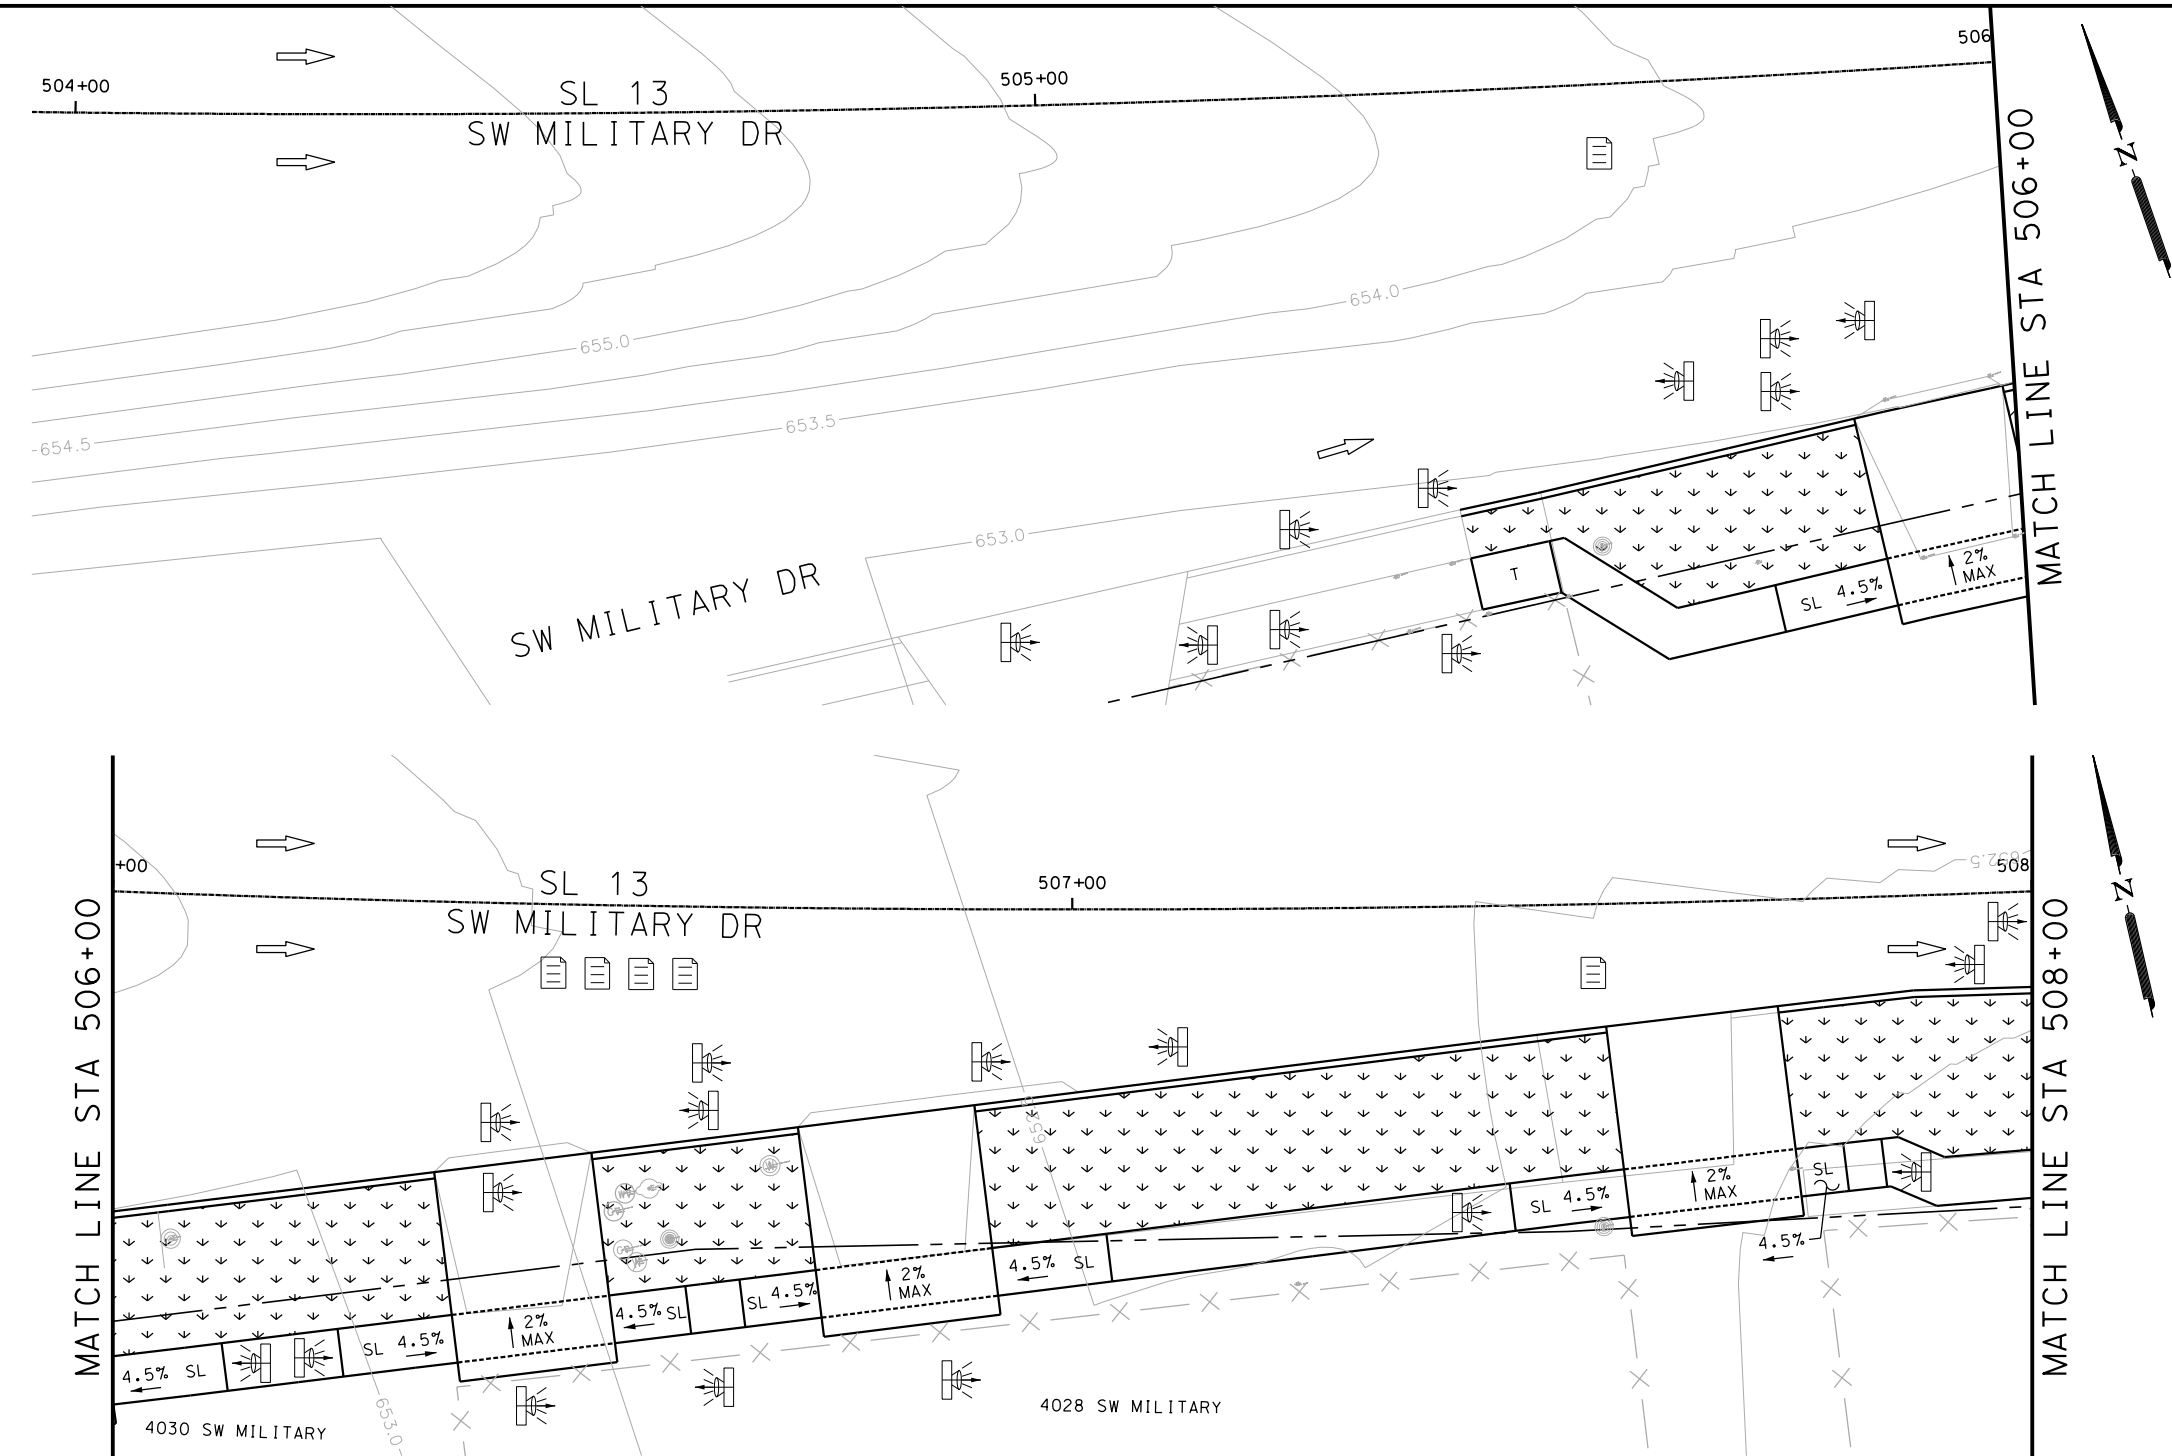 504+00
SL 13
505+00
506
SW MILITARY DR
MATCH LINE STA 506+00
N
654.0
655.0
653.5
-654.5
653.0
SW MILITARY DR
T
SL 4.5%
2%
MAX
MATCH LINE STA 506+00
+00
SL 13
507+00
652.5
508
SW MILITARY DR
N
MATCH LINE STA 508+00
SL
2%
MAX
4.5%
SL 4.5%
4.5%
SL
2%
MAX
4.5% SL
SL 4.5%
2%
MAX
SL 4.5%
4.5% SL
653.0
4030 SW MILITARY
4028 SW MILITARY